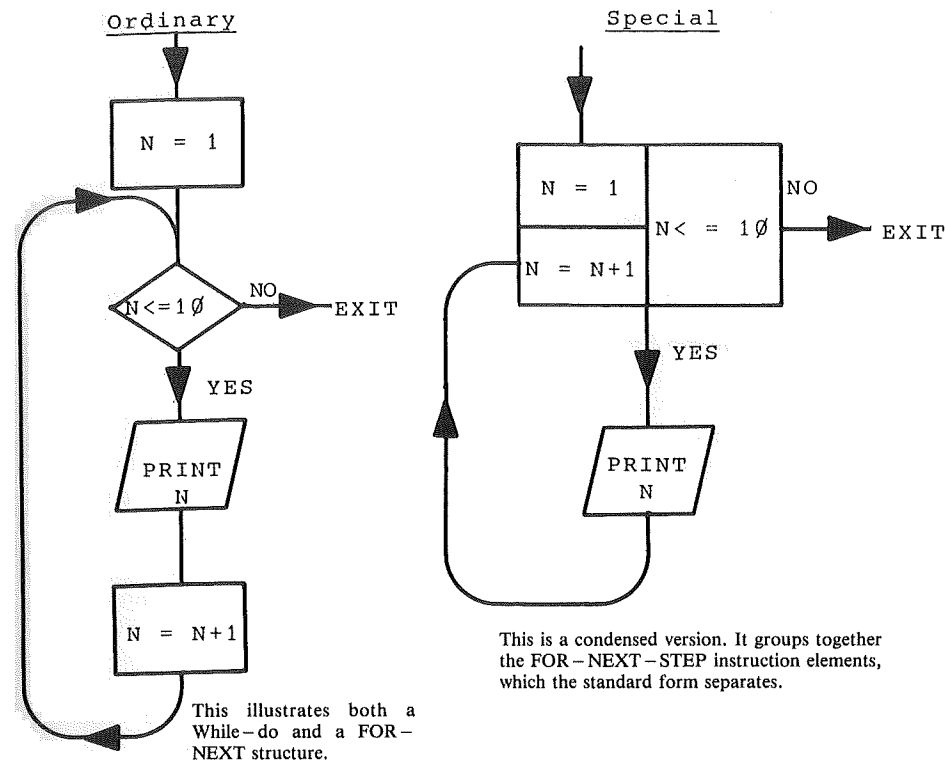 Ordinary
N = 1
N<=1Ø
NO
EXIT
YES
PRINT
N
N = N+1
This illustrates both a
While–do and a FOR–
NEXT structure.
Special
N = 1
N< = 1Ø
NO
EXIT
N = N+1
YES
PRINT
N
This is a condensed version. It groups together
the FOR–NEXT–STEP instruction elements,
which the standard form separates.